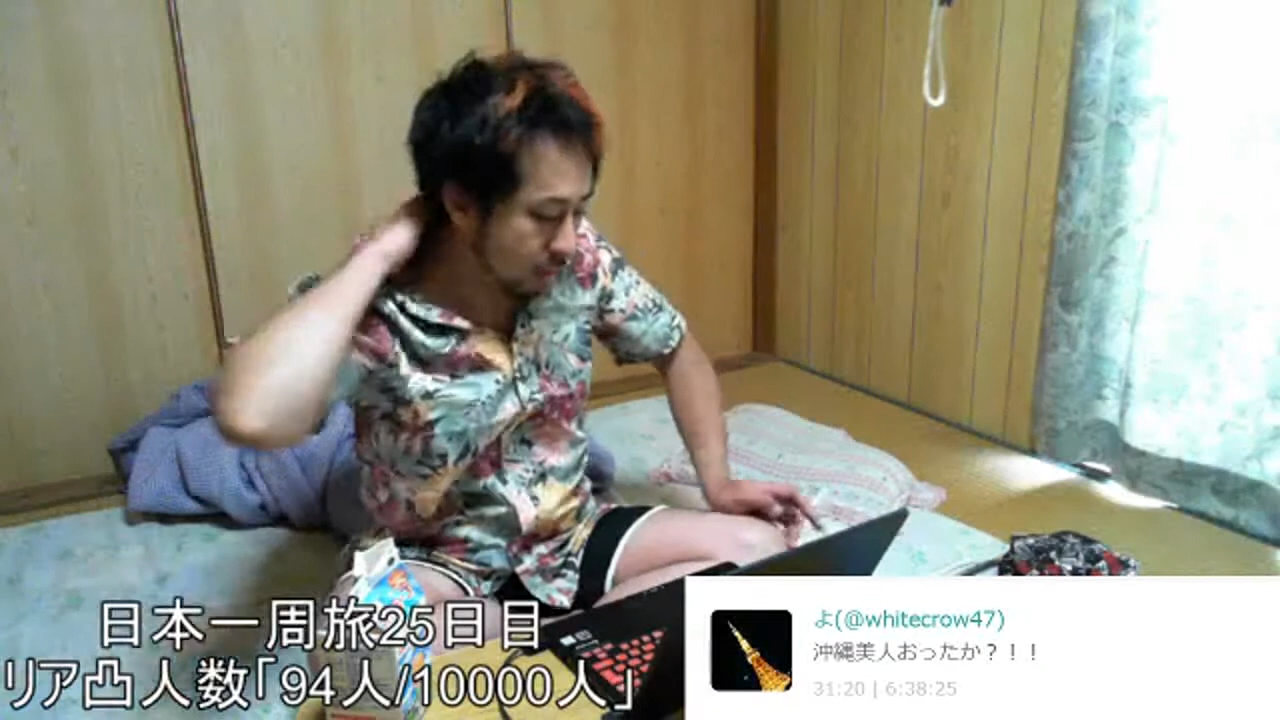 日本一周旅25日目
リア凸人数「94人/10000人」
よ(@whitecrow47)
沖縄美人おったか？！！
31:20 | 6:38:25